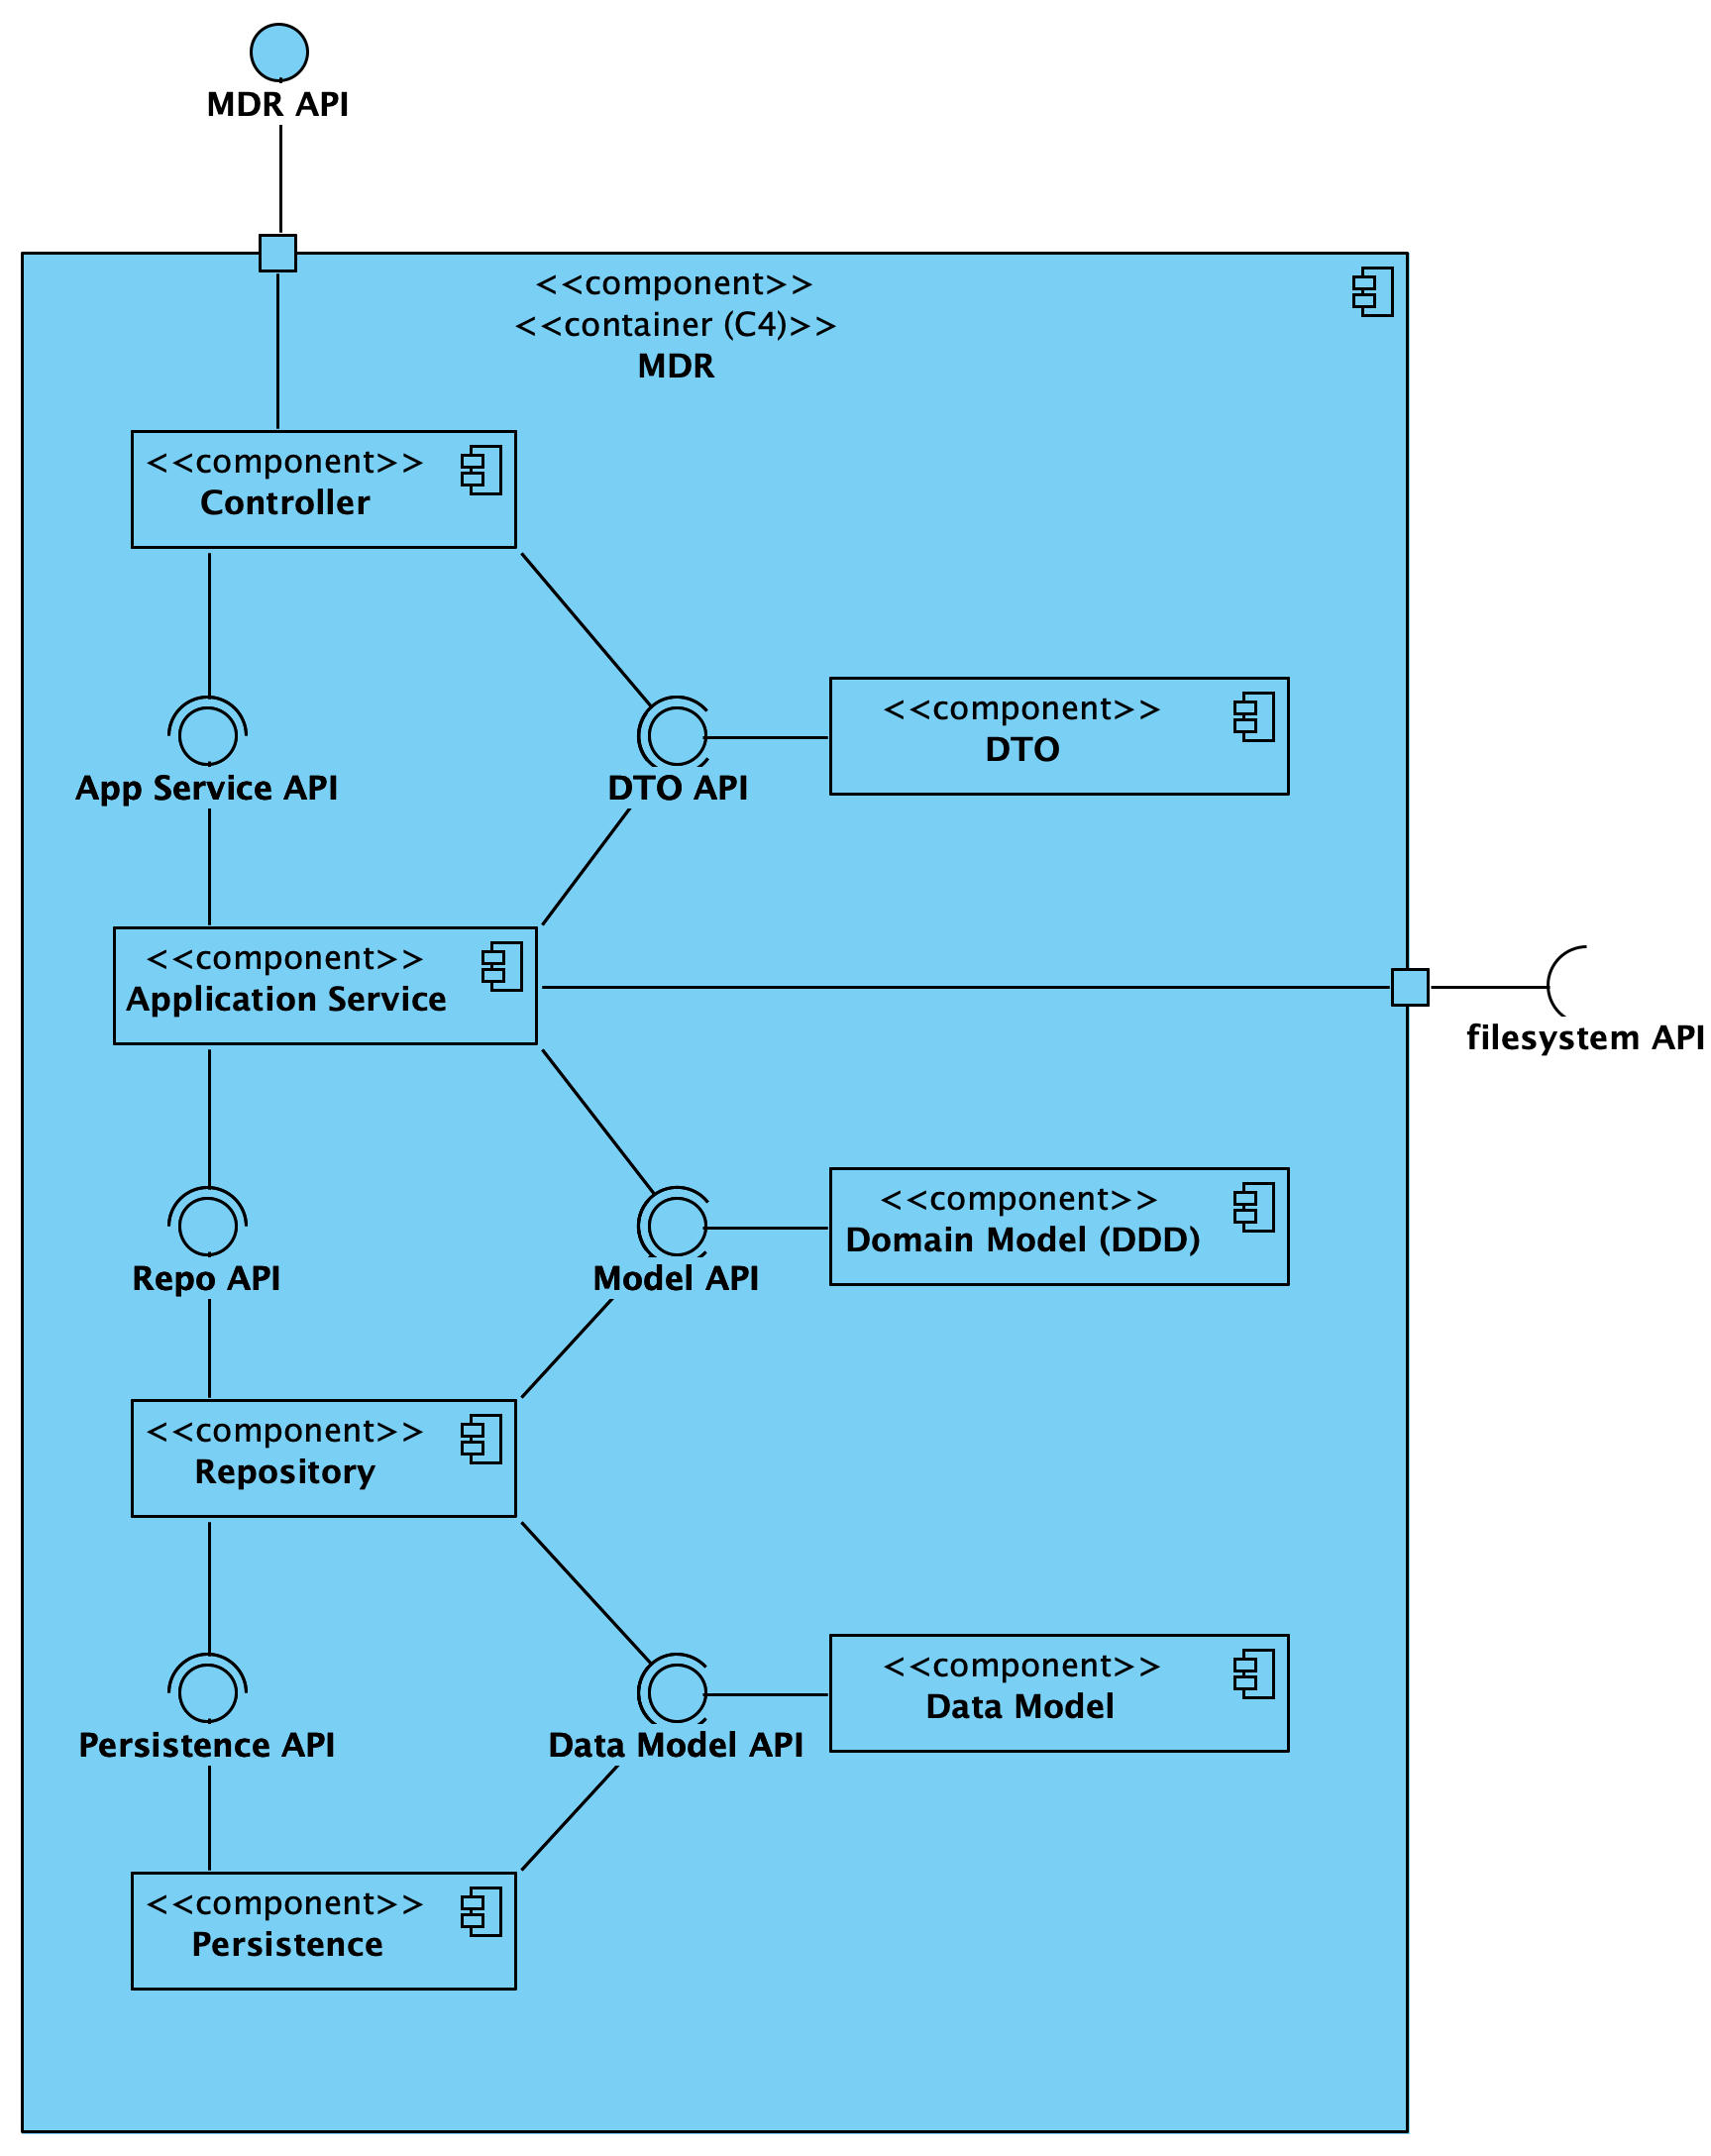 MDR API
<<component>>
<<container (C4)>>
MDR
<<component>>
Controller
<<component>>
DTO
App Service API
DTO API
<<component>>
Application Service
filesystem API
<<component>>
Domain Model (DDD)
Repo API
Model API
<<component>>
Repository
<<component>>
Data Model
Persistence API
Data Model API
<<component>>
Persistence